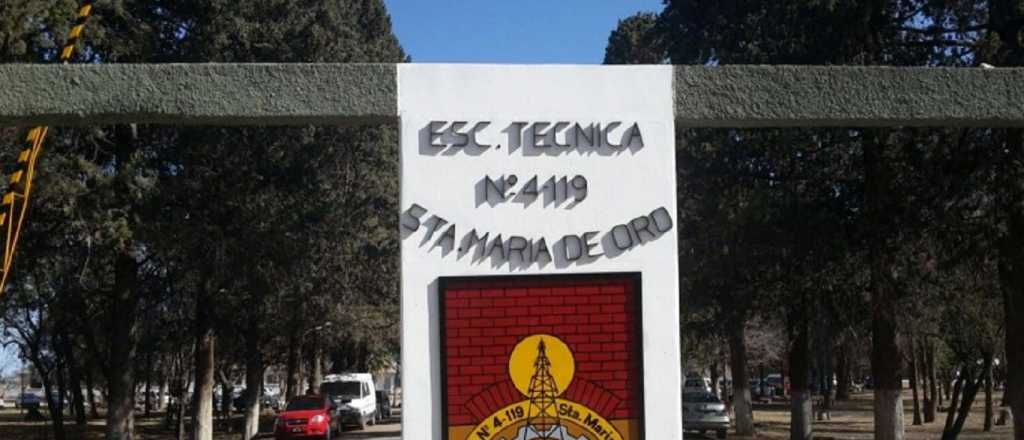 ESC. TECNICA
Nº 4-119
STA. MARIA DE ORO
Nº 4-119 Sta. Maria